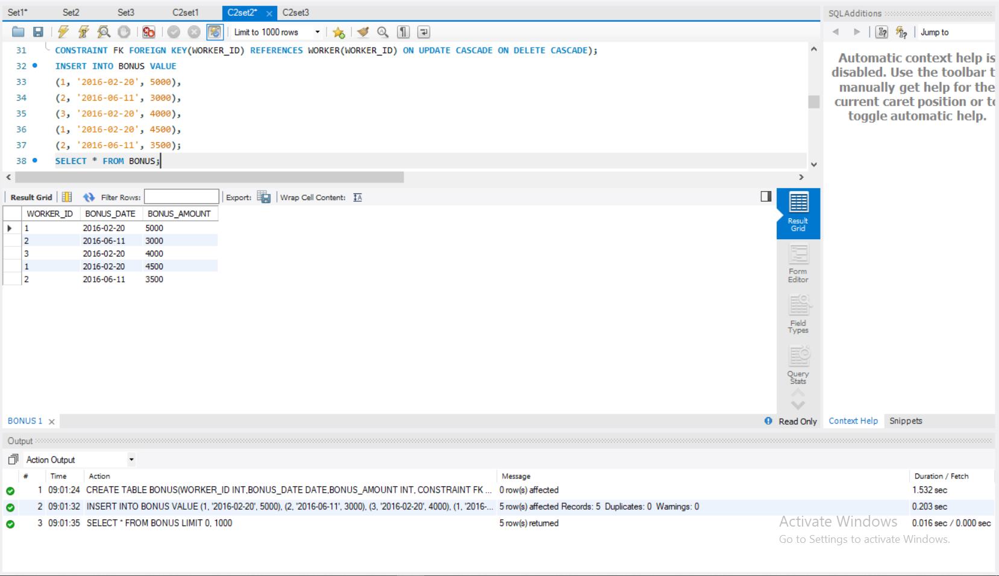 Set1* Set2 Set3 C2set1 C2set2* C2set3
SQLAdditions
Limit to 1000 rows
Jump to
31 CONSTRAINT FK FOREIGN KEY(WORKER_ID) REFERENCES WORKER(WORKER_ID) ON UPDATE CASCADE ON DELETE CASCADE);
32 INSERT INTO BONUS VALUE
33 (1, '2016-02-20', 5000),
34 (2, '2016-06-11', 3000),
35 (3, '2016-02-20', 4000),
36 (1, '2016-02-20', 4500),
37 (2, '2016-06-11', 3500);
38 SELECT * FROM BONUS;
Automatic context help is
disabled. Use the toolbar t
manually get help for the
current caret position or to
toggle automatic help.
Result Grid Filter Rows: Export: Wrap Cell Content:
WORKER_ID BONUS_DATE BONUS_AMOUNT
1 2016-02-20 5000
2 2016-06-11 3000
3 2016-02-20 4000
1 2016-02-20 4500
2 2016-06-11 3500
Result
Grid
Form
Editor
Field
Types
Query
Stats
BONUS 1
Read Only
Context Help Snippets
Output
Action Output
# Time Action Message Duration / Fetch
1 09:01:24 CREATE TABLE BONUS(WORKER_ID INT,BONUS_DATE DATE,BONUS_AMOUNT INT, CONSTRAINT FK ... 0 row(s) affected 1.532 sec
2 09:01:32 INSERT INTO BONUS VALUE (1, '2016-02-20', 5000), (2, '2016-06-11', 3000), (3, '2016-02-20', 4000), (1, '2016-... 5 row(s) affected Records: 5 Duplicates: 0 Warnings: 0 0.203 sec
3 09:01:35 SELECT * FROM BONUS LIMIT 0, 1000 5 row(s) returned 0.016 sec / 0.000 sec
Activate Windows
Go to Settings to activate Windows.